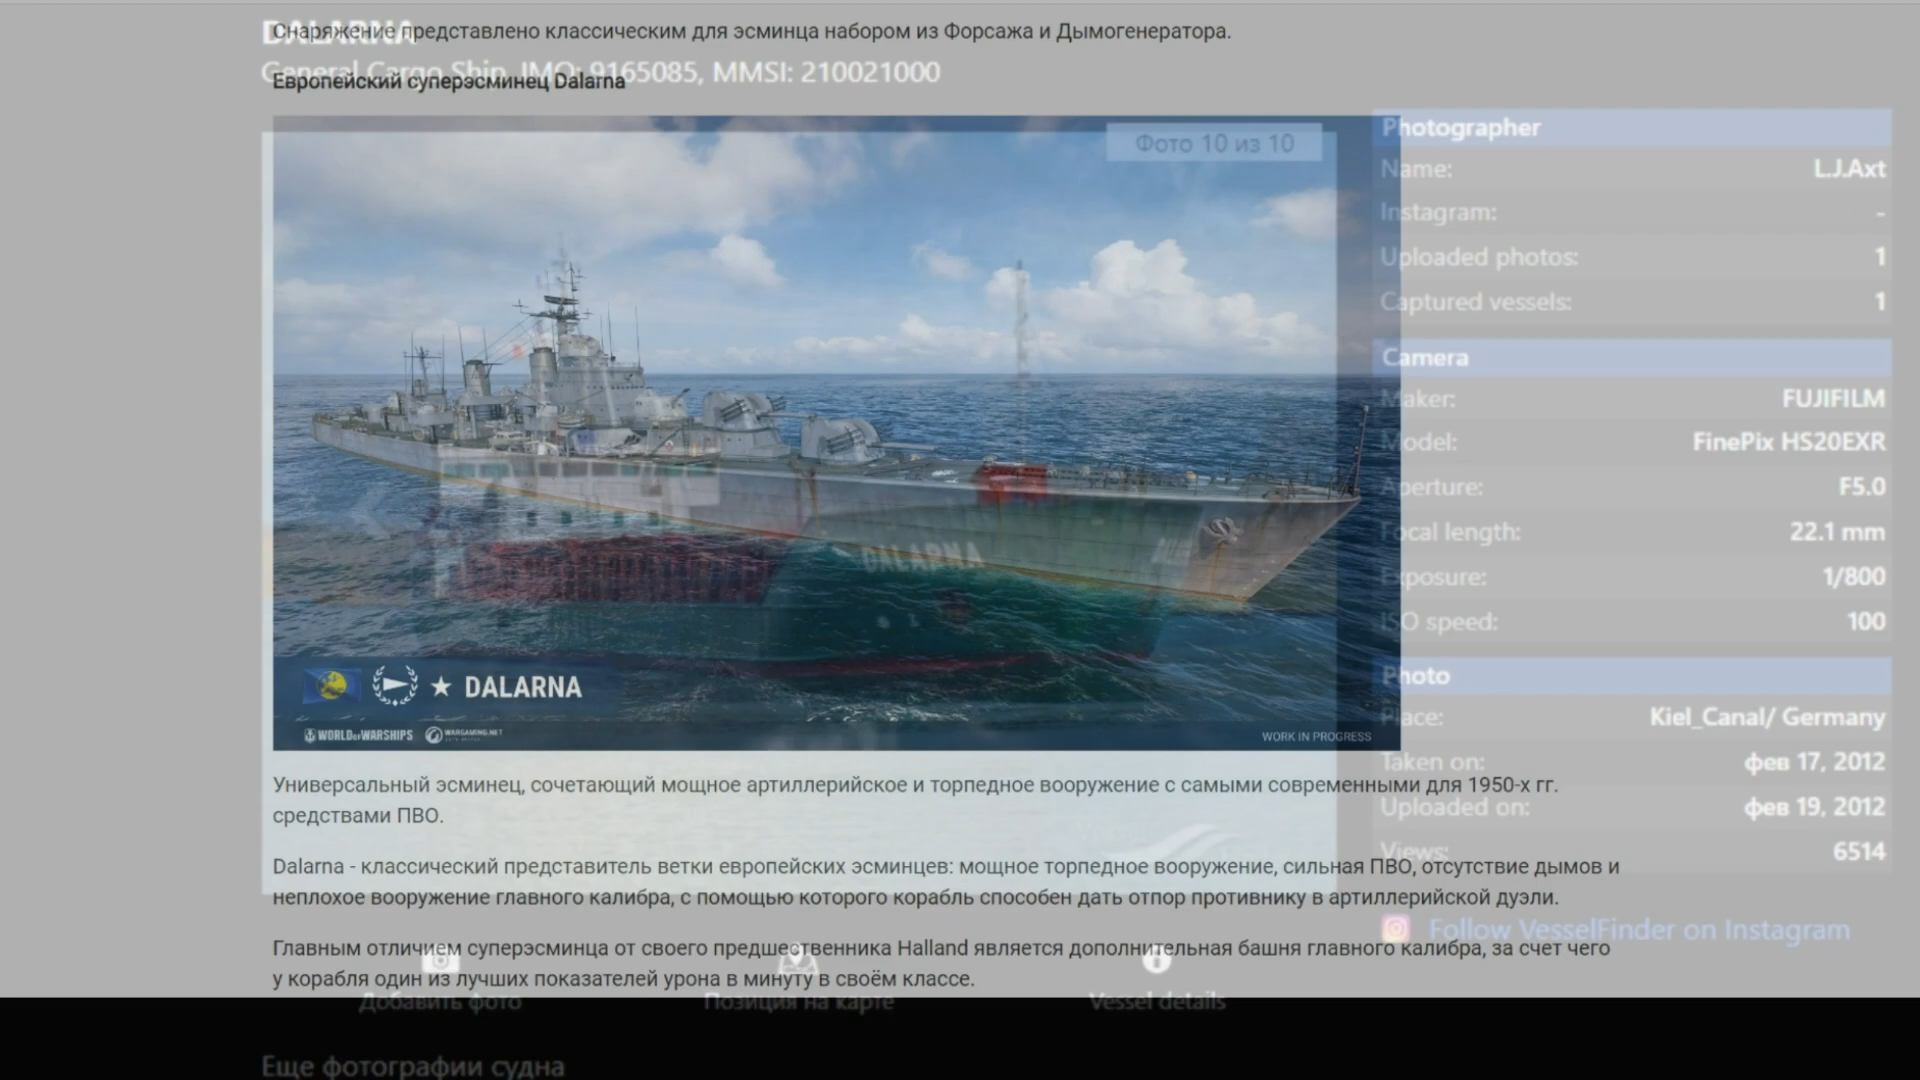 DALARNA
Снаряжение представлено классическим для эсминца набором из Форсажа и Дымогенератора.
General Cargo Ship, IMO: 9165085, MMSI: 210021000
Европейский суперэсминец Dalarna
Фото 10 из 10
Photographer
Name: L.J.Axt
Instagram: -
Uploaded photos: 1
Captured vessels: 1
Camera
Maker: FUJIFILM
Model: FinePix HS20EXR
Aperture: F5.0
Focal length: 22.1 mm
Exposure: 1/800
ISO speed: 100
DALARNA
Photo
★ DALARNA
Place: Kiel_Canal/ Germany
WORLD OF WARSHIPS WARGAMING.NET
WORK IN PROGRESS
Taken on: фев 17, 2012
Универсальный эсминец, сочетающий мощное артиллерийское и торпедное вооружение с самыми современными для 1950-х гг.
средствами ПВО.
Uploaded on: фев 19, 2012
Views: 6514
Dalarna - классический представитель ветки европейских эсминцев: мощное торпедное вооружение, сильная ПВО, отсутствие дымов и
неплохое вооружение главного калибра, с помощью которого корабль способен дать отпор противнику в артиллерийской дуэли.
Follow VesselFinder on Instagram
Главным отличием суперэсминца от своего предшественника Halland является дополнительная башня главного калибра, за счет чего
у корабля один из лучших показателей урона в минуту в своём классе.
Добавить фото
Позиция на карте
Vessel details
Еще фотографии судна